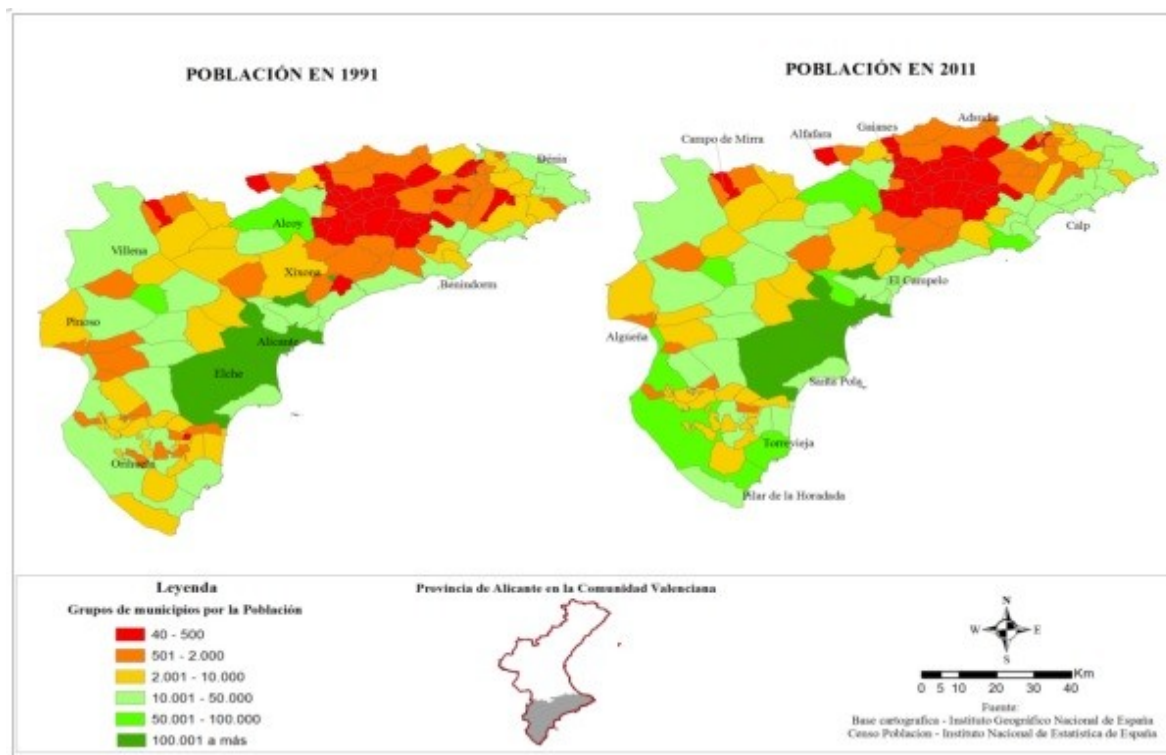 POBLACIÓN EN 1991
Dénia
Alcoy
Villena
Xixona
Benindorm
Pinoso
Alicante
Elche
Orihuela
POBLACIÓN EN 2011
Adsubia
Gaianes
Alfafara
Campo de Mirra
Calp
El Campelo
Algueña
Santa Pola
Torrevieja
Pilar de la Horadada
Leyenda
Grupos de municipios por la Población
40 - 500
501 - 2.000
2.001 - 10.000
10.001 - 50.000
50.001 - 100.000
100.001 a más
Provincia de Alicante en la Comunidad Valenciana
N
W E
S
Km
0 5 10 20 30 40
Fuente:
Base cartografica - Instituto Geográfico Nacional de España
Censo Poblacion - Instituto Nacional de Estatística de España